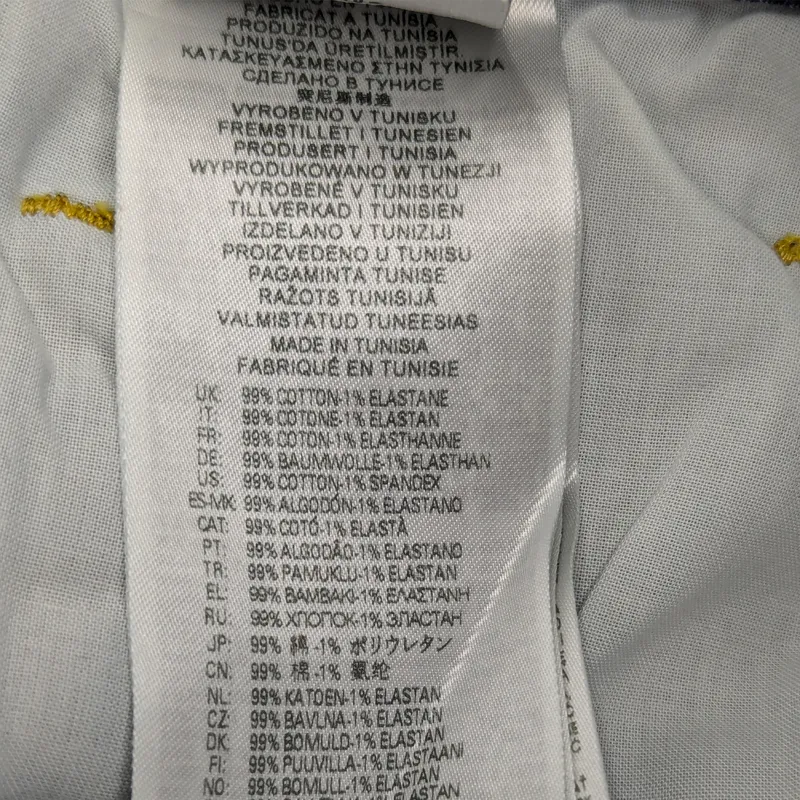 FABRICAT A TUNÍSIA
PRODUZIDO NA TUNISIA
TUNUS'DA ÜRETILMISTIR.
ΚΑΤΑΣΚΕΥΑΣΜΕΝΟ ΣΤΗΝ ΤΥΝΙΣΙΑ
СДЕЛАНО В ТУНИСЕ
突尼斯制造
VYROBENO V TUNISKU
FREMSTILLET I TUNESIEN
PRODUSERT I TUNISIA
WYPRODUKOWANO W TUNEZJI
VYROBENÉ V TUNISKU
TILLVERKAD I TUNISIEN
IZDELANO V TUNIZIJI
PROIZVEDENO U TUNISU
PAGAMINTA TUNISE
RAŽOTS TUNISIJĀ
VALMISTATUD TUNEESIAS
MADE IN TUNISIA
FABRIQUÉ EN TUNISIE
UK: 99% COTTON-1% ELASTANE
IT: 99% COTONE-1% ELASTAN
FR: 99% COTON-1% ELASTHANNE
DE: 99% BAUMWOLLE-1% ELASTHAN
US: 99% COTTON-1% SPANDEX
ES-MX: 99% ALGODÓN-1% ELASTANO
CAT: 99% COTÓ-1% ELASTÀ
PT: 99% ALGODÃO-1% ELASTANO
TR: 99% PAMUKLU-1% ELASTAN
EL: 99% ΒΑΜΒΑΚΙ-1% ΕΛΑΣΤΑΝΗ
RU: 99% ХЛОПОК-1% ЭЛАСТАН
JP: 99% 綿 -1% ポリウレタン
CN: 99% 棉 -1% 氨纶
NL: 99% KATOEN-1% ELASTAN
CZ: 99% BAVLNA-1% ELASTAN
DK: 99% BOMULD-1% ELASTAN
FI: 99% PUUVILLA-1% ELASTAANI
NO: 99% BOMULL-1% ELASTAN